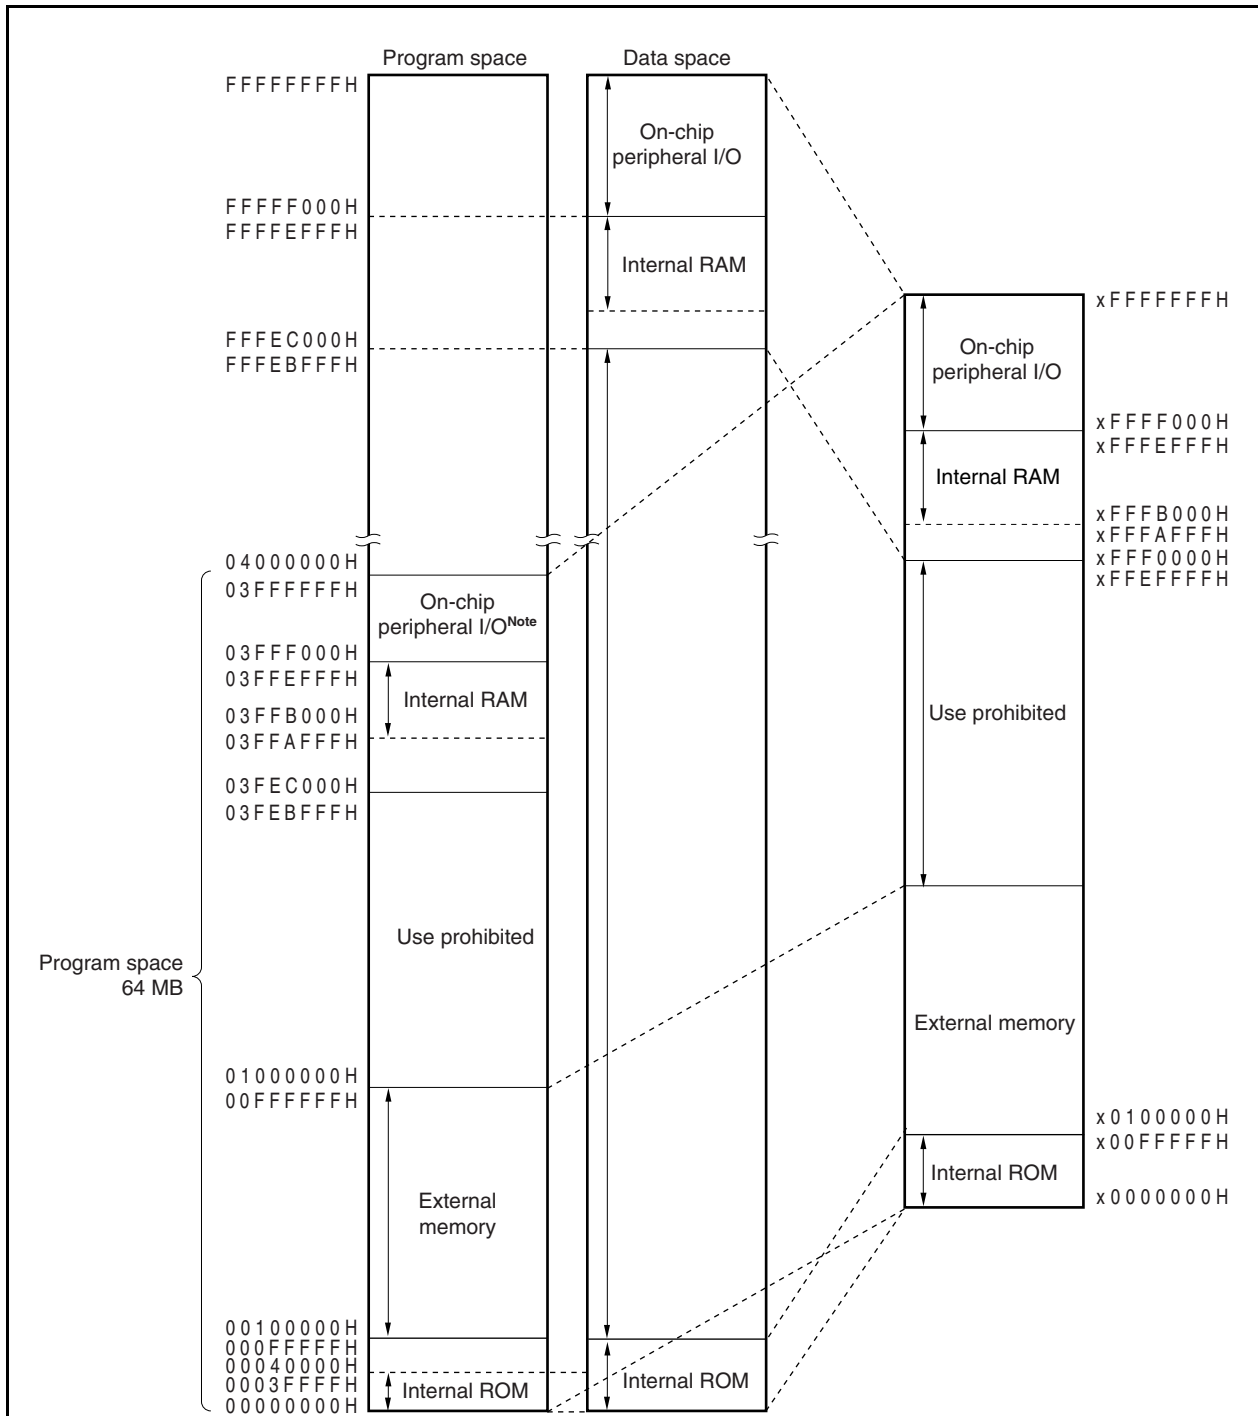 Program space
Data space
FFFFFFFFH
On-chip
peripheral I/O
FFFFF000H
FFFFEFFFH
Internal RAM
FFFEC000H
FFFEBFFFH
xFFFFFFFH
On-chip
peripheral I/O
xFFFF000H
xFFFEFFFH
Internal RAM
xFFFB000H
xFFFAFFFH
xFFF0000H
xFFEFFFFH
04000000H
03FFFFFFH
On-chip
peripheral I/ONote
03FFF000H
03FFEFFFH
Internal RAM
03FFB000H
03FFAFFFH
03FEC000H
03FEBFFFH
Use prohibited
Use prohibited
Program space
64 MB
External memory
01000000H
00FFFFFFH
x0100000H
x00FFFFFH
Internal ROM
x0000000H
External
memory
00100000H
000FFFFFH
00040000H
0003FFFFH
00000000H
Internal ROM
Internal ROM